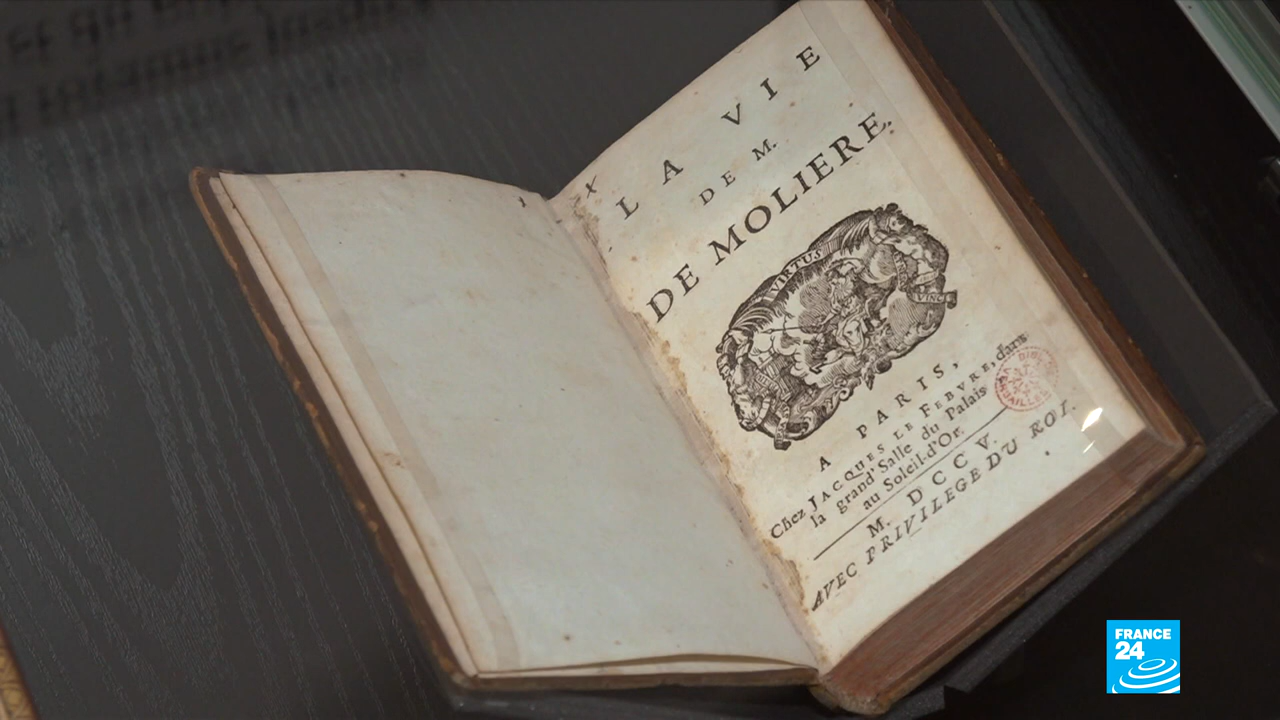 LA VIE
DE M.
DE MOLIERE.
VIRTUS
VINC
A PARIS,
Chez JACQUES LE FEBVRE, dans
la grand' Salle du Palais
au Soleil-d'Or.
M. DCCV.
AVEC PRIVILEGE DU ROI.
FRANCE
24